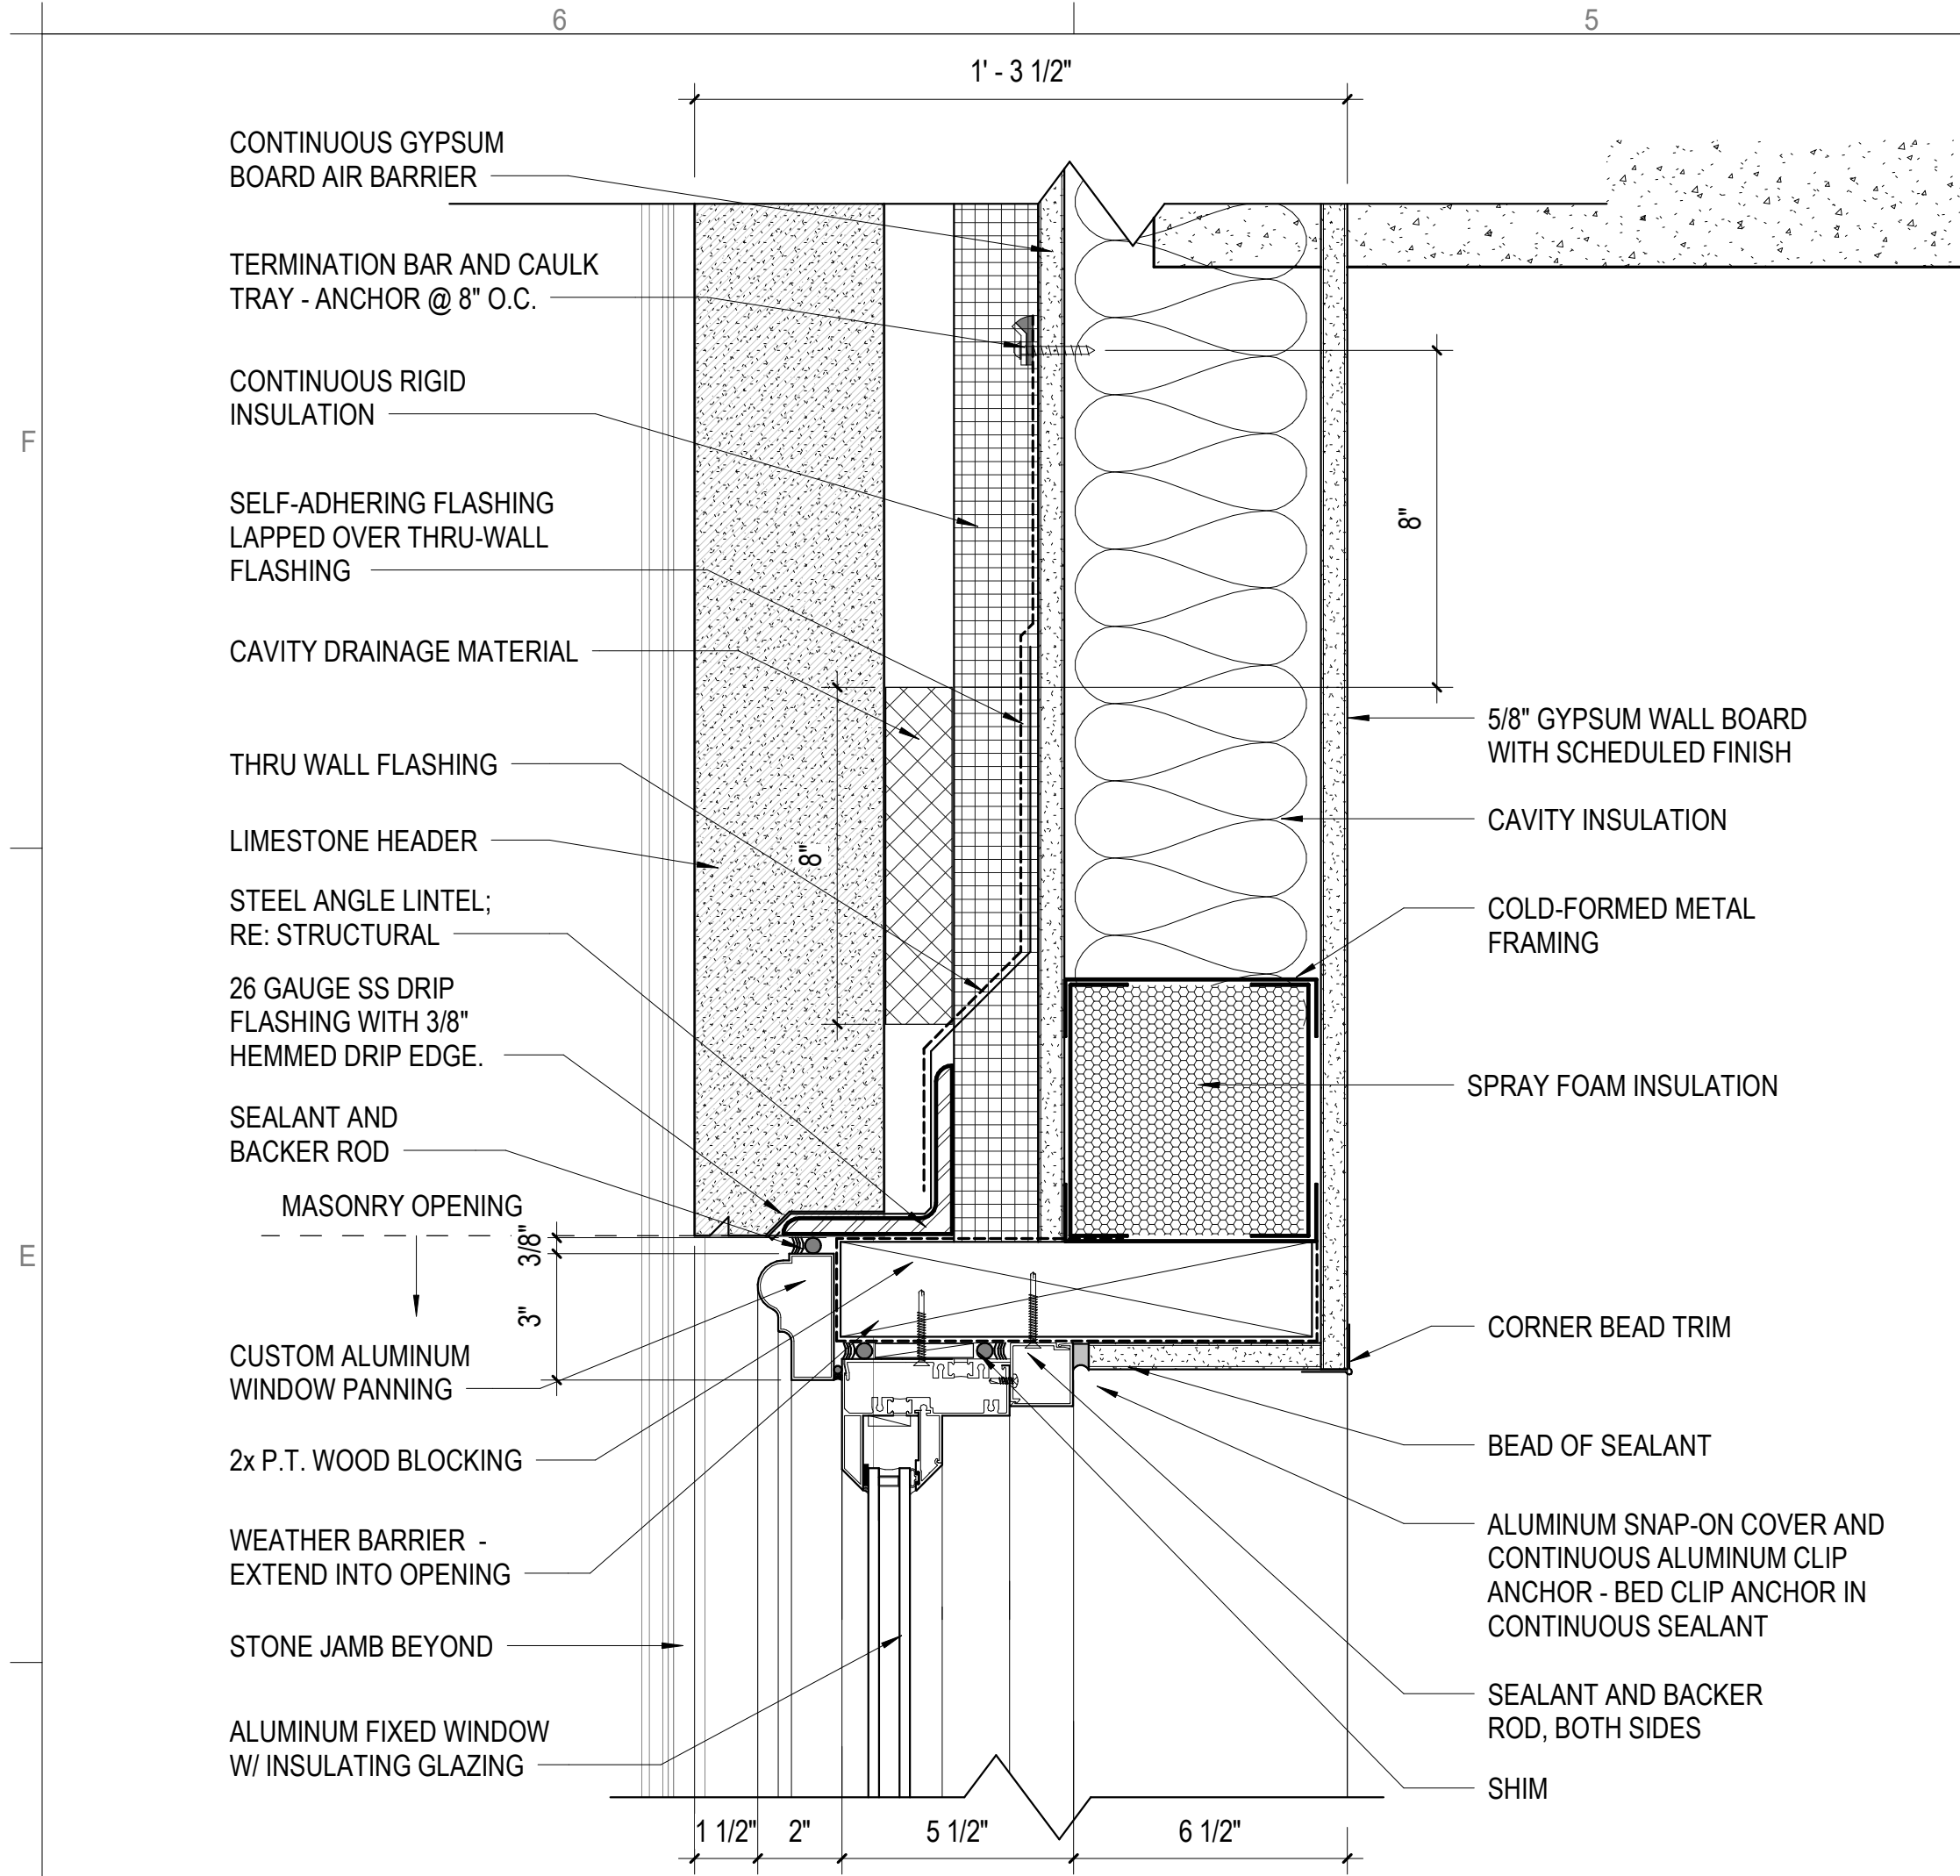 6
5
1' - 3 1/2"
CONTINUOUS GYPSUM
BOARD AIR BARRIER
TERMINATION BAR AND CAULK
TRAY - ANCHOR @ 8" O.C.
CONTINUOUS RIGID
INSULATION
F
SELF-ADHERING FLASHING
LAPPED OVER THRU-WALL
FLASHING
8"
CAVITY DRAINAGE MATERIAL
THRU WALL FLASHING
LIMESTONE HEADER
8"
STEEL ANGLE LINTEL;
RE: STRUCTURAL
26 GAUGE SS DRIP
FLASHING WITH 3/8"
HEMMED DRIP EDGE.
SEALANT AND
BACKER ROD
MASONRY OPENING
3/8"
E
3"
CUSTOM ALUMINUM
WINDOW PANNING
2x P.T. WOOD BLOCKING
WEATHER BARRIER -
EXTEND INTO OPENING
STONE JAMB BEYOND
ALUMINUM FIXED WINDOW
W/ INSULATING GLAZING
5/8" GYPSUM WALL BOARD
WITH SCHEDULED FINISH
CAVITY INSULATION
COLD-FORMED METAL
FRAMING
SPRAY FOAM INSULATION
CORNER BEAD TRIM
BEAD OF SEALANT
ALUMINUM SNAP-ON COVER AND
CONTINUOUS ALUMINUM CLIP
ANCHOR - BED CLIP ANCHOR IN
CONTINUOUS SEALANT
SEALANT AND BACKER
ROD, BOTH SIDES
SHIM
1 1/2"
2"
5 1/2"
6 1/2"